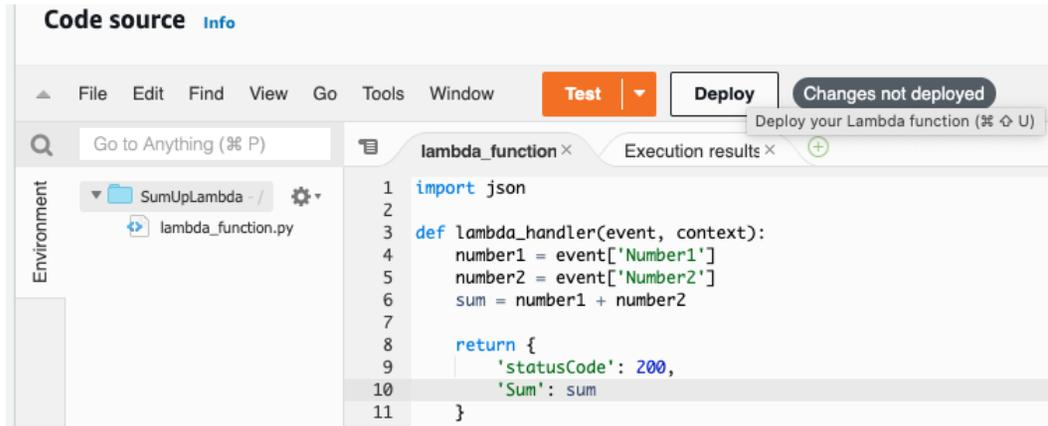 Code source Info
File Edit Find View Go Tools Window Test Deploy Changes not deployed
Deploy your Lambda function (⌘ ⇧ U)
Go to Anything (⌘ P)
lambda_function × Execution results ×
Environment
SumUpLambda - /
lambda_function.py
1 import json
2
3 def lambda_handler(event, context):
4     number1 = event['Number1']
5     number2 = event['Number2']
6     sum = number1 + number2
7
8     return {
9         'statusCode': 200,
10         'Sum': sum
11     }